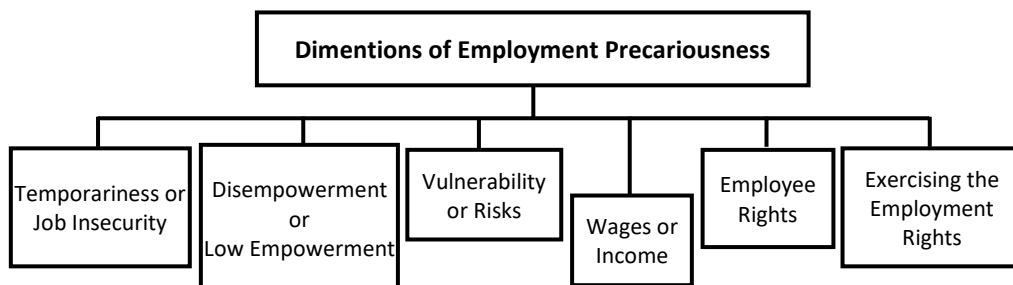 Dimentions of Employment Precariousness
Temporariness or
Job Insecurity
Disempowerment
or
Low Empowerment
Vulnerability
or Risks
Wages or
Income
Employee
Rights
Exercising the
Employment
Rights